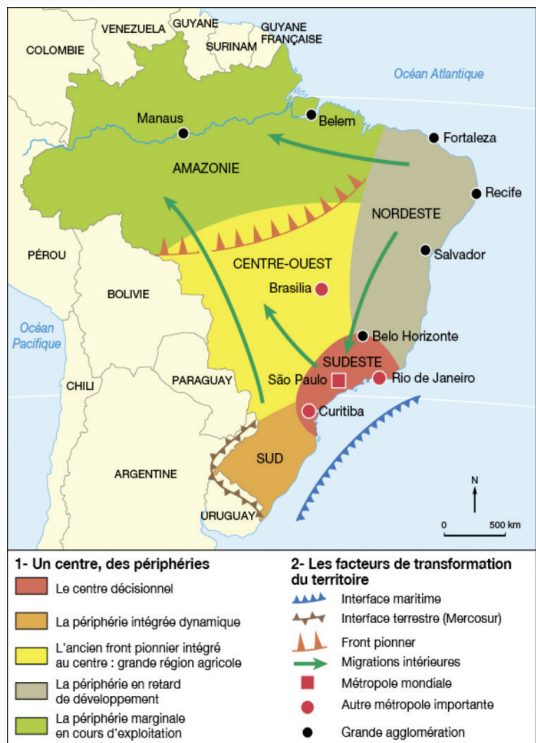 VENEZUELA
GUYANE
GUYANE
FRANÇAISE
COLOMBIE
SURINAM
Océan Atlantique
Manaus
Belem
Fortaleza
AMAZONIE
Recife
NORDESTE
PÉROU
CENTRE-OUEST
Salvador
Brasilia
BOLIVIE
Océan
Pacifique
Belo Horizonte
SUDESTE
PARAGUAY
São Paulo
Rio de Janeiro
CHILI
Curitiba
SUD
ARGENTINE
N
URUGUAY
0 500 km
1- Un centre, des périphéries
Le centre décisionnel
La périphérie intégrée dynamique
L'ancien front pionnier intégré
au centre : grande région agricole
La périphérie en retard
de développement
La périphérie marginale
en cours d'exploitation
2- Les facteurs de transformation
du territoire
Interface maritime
Interface terrestre (Mercosur)
Front pionner
Migrations intérieures
Métropole mondiale
Autre métropole importante
Grande agglomération